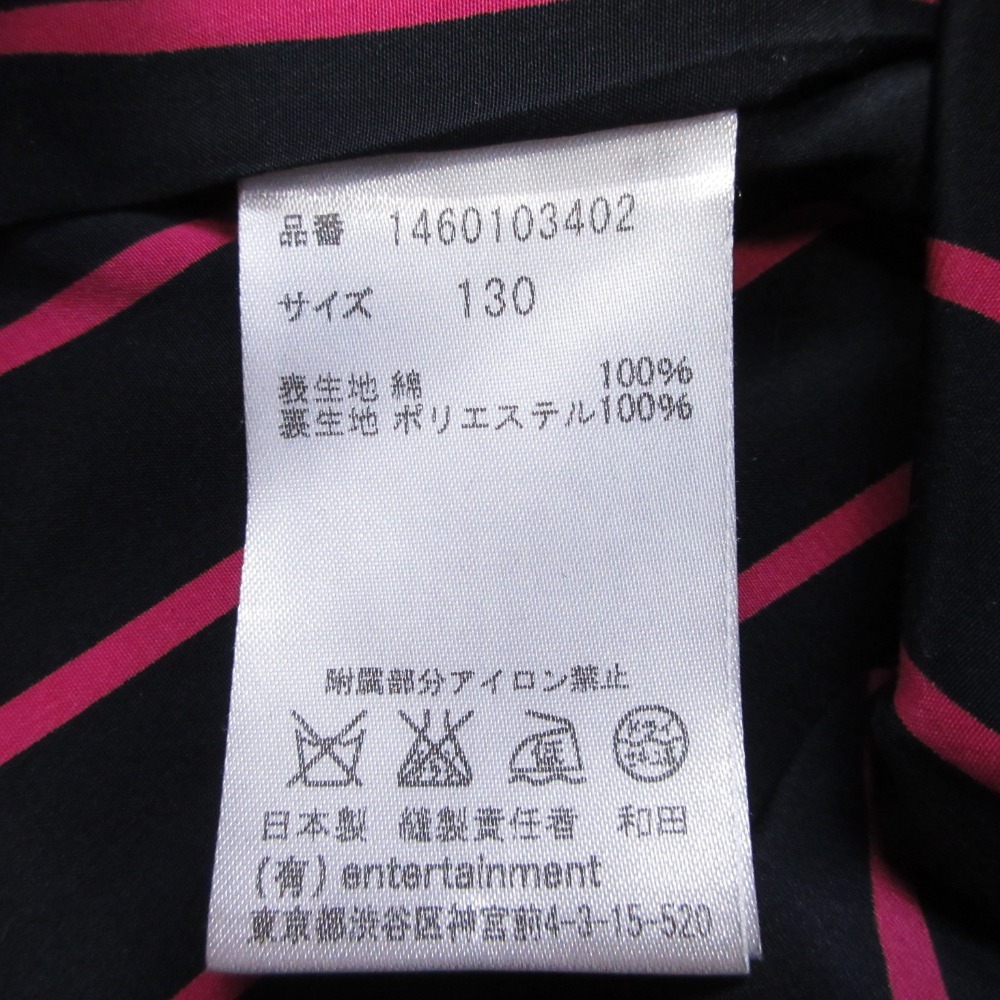 品番 1460103402
サイズ 130
表生地 綿 100%
裏生地 ポリエステル100%
附属部分アイロン禁止
低
日本製 縫製責任者 和田
(有) entertainment
東京都渋谷区神宮前4-3-15-520